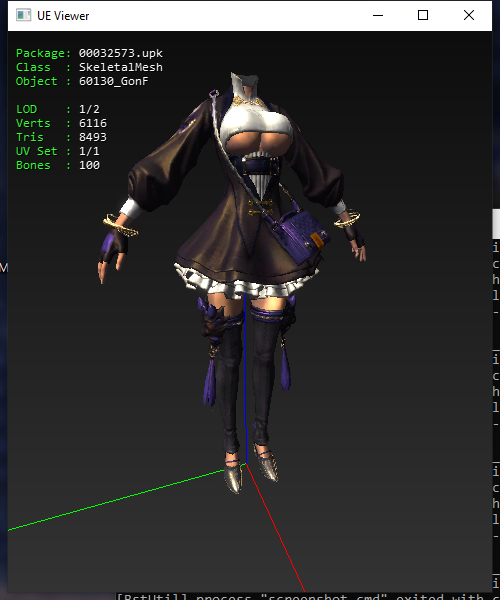 UE Viewer
Package: 00032573.upk
Class  : SkeletalMesh
Object : 60130_GonF
LOD    : 1/2
Verts  : 6116
Tris   : 8493
UV Set : 1/1
Bones  : 100
M
i
c
h
l
-
i
c
h
l
-
i
c
h
l
-
i
[BstUtil] process "screenshot.cmd" exited with c